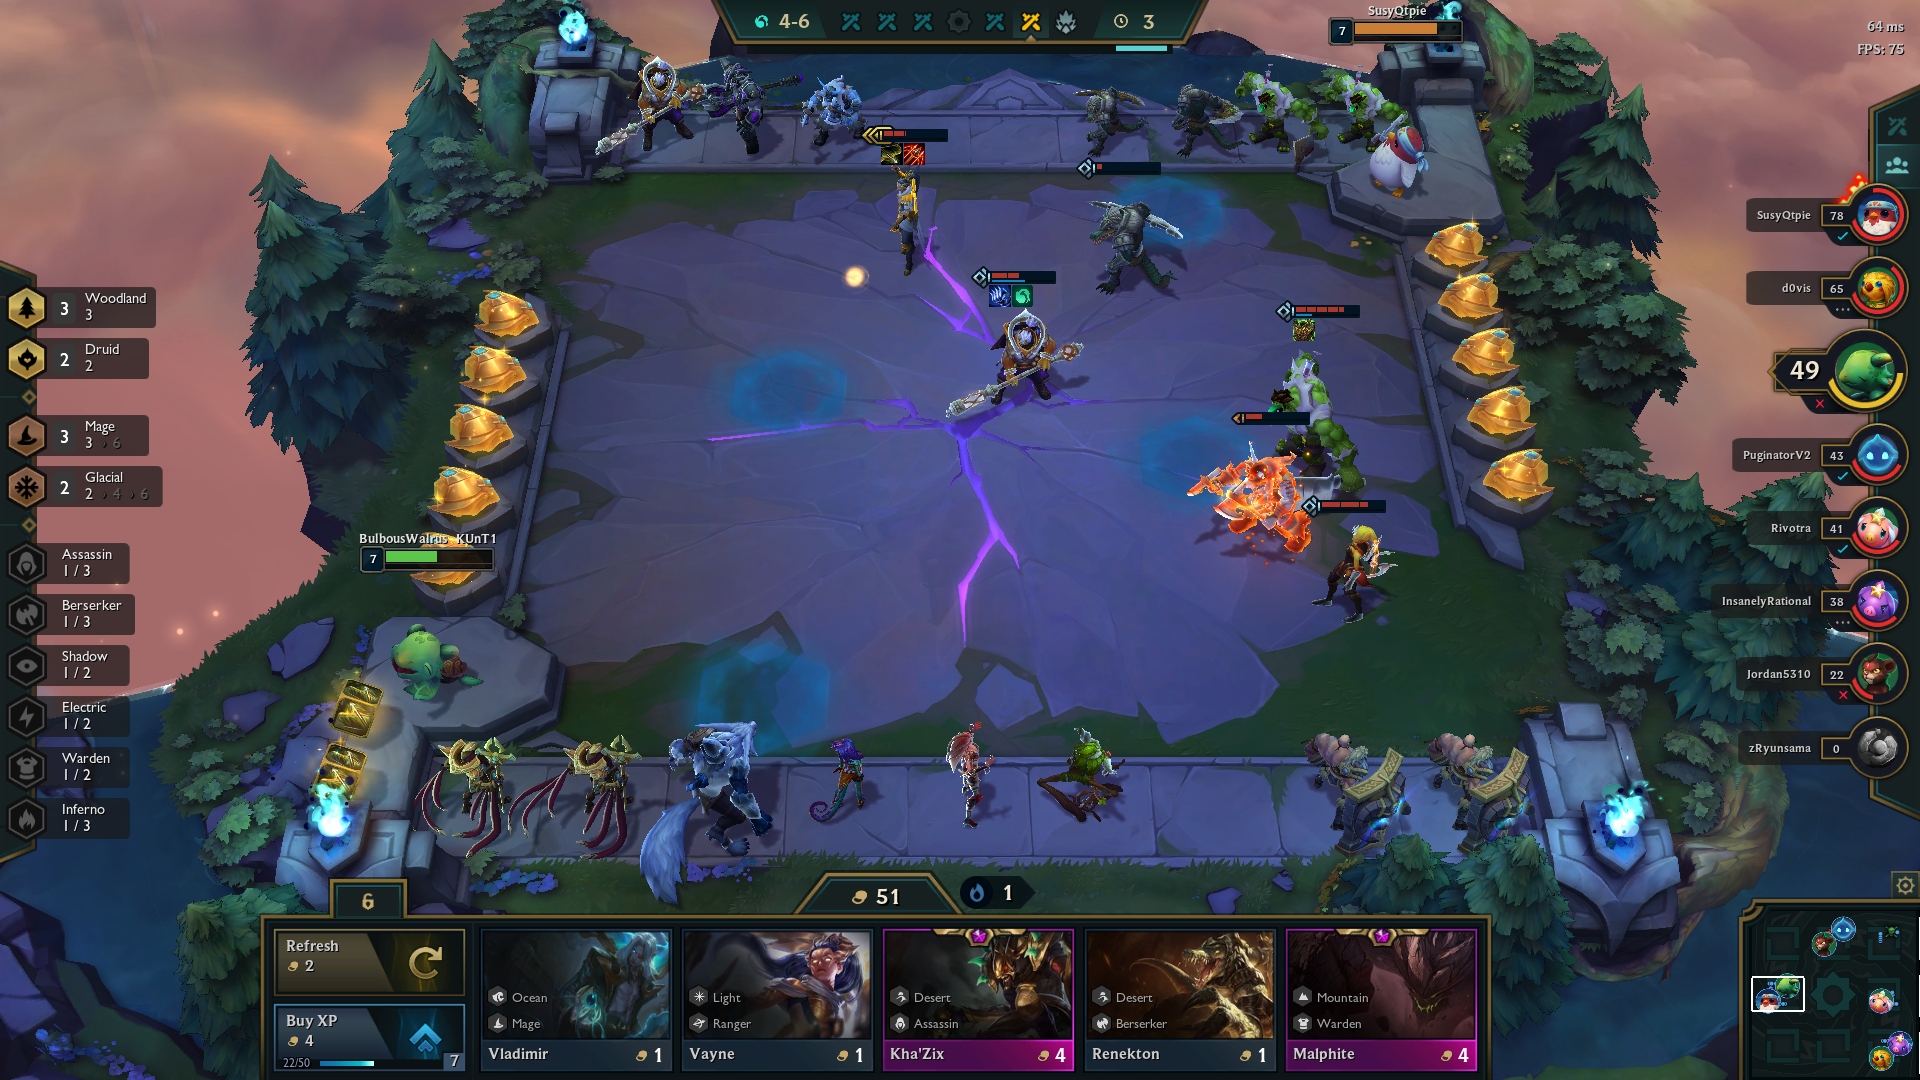 4-6
3
SusyQtpie
7
64 ms
FPS: 75
SusyQtpie
78
d0vis
65
49
PuginatorV2
43
Rivotra
41
InsanelyRational
38
Jordan5310
22
zRyunsama
0
3
Woodland
3
2
Druid
2
3
Mage
3 › 6
2
Glacial
2 › 4 › 6
Assassin
1 / 3
Berserker
1 / 3
Shadow
1 / 2
Electric
1 / 2
Warden
1 / 2
Inferno
1 / 3
BulbousWalrus KUnT1
7
6
51
1
Refresh
2
Buy XP
4
22/50
7
Ocean
Mage
Vladimir
1
Light
Ranger
Vayne
1
Desert
Assassin
Kha'Zix
4
Desert
Berserker
Renekton
1
Mountain
Warden
Malphite
4